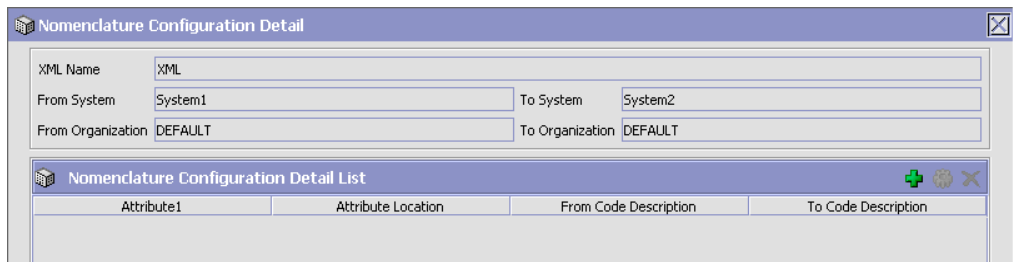 Nomenclature Configuration Detail
XML Name XML
From System System1 To System System2
From Organization DEFAULT To Organization DEFAULT
Nomenclature Configuration Detail List
Attribute1 Attribute Location From Code Description To Code Description